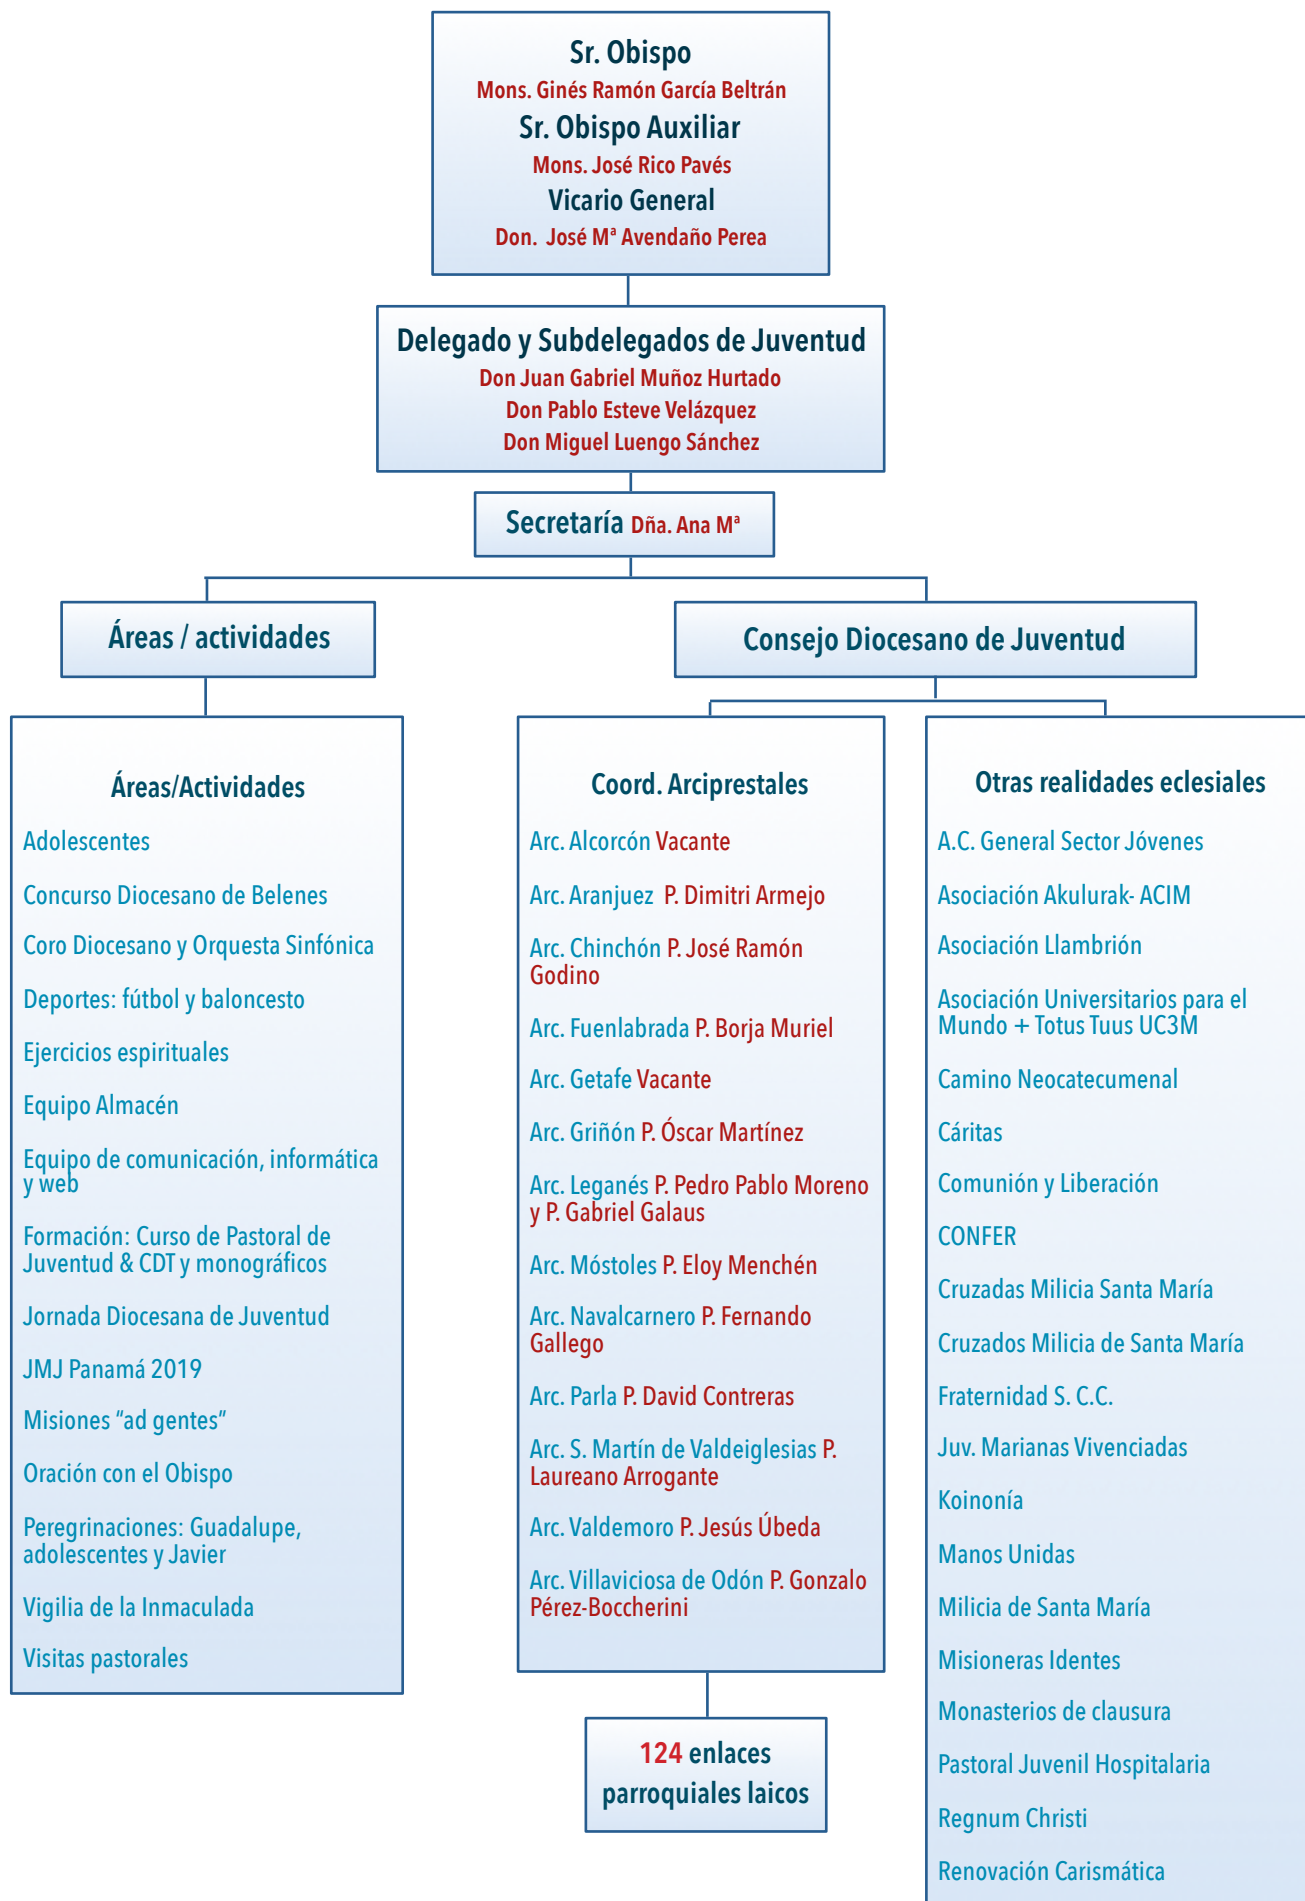 Sr. Obispo
Mons. Ginés Ramón García Beltrán
Sr. Obispo Auxiliar
Mons. José Rico Pavés
Vicario General
Don. José Mª Avendaño Perea
Delegado y Subdelegados de Juventud
Don Juan Gabriel Muñoz Hurtado
Don Pablo Esteve Velázquez
Don Miguel Luengo Sánchez
Secretaría Dña. Ana Mª
Áreas / actividades
Consejo Diocesano de Juventud
Áreas/Actividades
Adolescentes
Concurso Diocesano de Belenes
Coro Diocesano y Orquesta Sinfónica
Deportes: fútbol y baloncesto
Ejercicios espirituales
Equipo Almacén
Equipo de comunicación, informática
y web
Formación: Curso de Pastoral de
Juventud & CDT y monográficos
Jornada Diocesana de Juventud
JMJ Panamá 2019
Misiones "ad gentes"
Oración con el Obispo
Peregrinaciones: Guadalupe,
adolescentes y Javier
Vigilia de la Inmaculada
Visitas pastorales
Coord. Arciprestales
Arc. Alcorcón Vacante
Arc. Aranjuez P. Dimitri Armejo
Arc. Chinchón P. José Ramón
Godino
Arc. Fuenlabrada P. Borja Muriel
Arc. Getafe Vacante
Arc. Griñón P. Óscar Martínez
Arc. Leganés P. Pedro Pablo Moreno
y P. Gabriel Galaus
Arc. Móstoles P. Eloy Menchén
Arc. Navalcarnero P. Fernando
Gallego
Arc. Parla P. David Contreras
Arc. S. Martín de Valdeiglesias P.
Laureano Arrogante
Arc. Valdemoro P. Jesús Úbeda
Arc. Villaviciosa de Odón P. Gonzalo
Pérez-Boccherini
124 enlaces
parroquiales laicos
Otras realidades eclesiales
A.C. General Sector Jóvenes
Asociación Akulurak- ACIM
Asociación Llambrión
Asociación Universitarios para el
Mundo + Totus Tuus UC3M
Camino Neocatecumenal
Cáritas
Comunión y Liberación
CONFER
Cruzadas Milicia Santa María
Cruzados Milicia de Santa María
Fraternidad S. C.C.
Juv. Marianas Vivenciadas
Koinonía
Manos Unidas
Milicia de Santa María
Misioneras Identes
Monasterios de clausura
Pastoral Juvenil Hospitalaria
Regnum Christi
Renovación Carismática